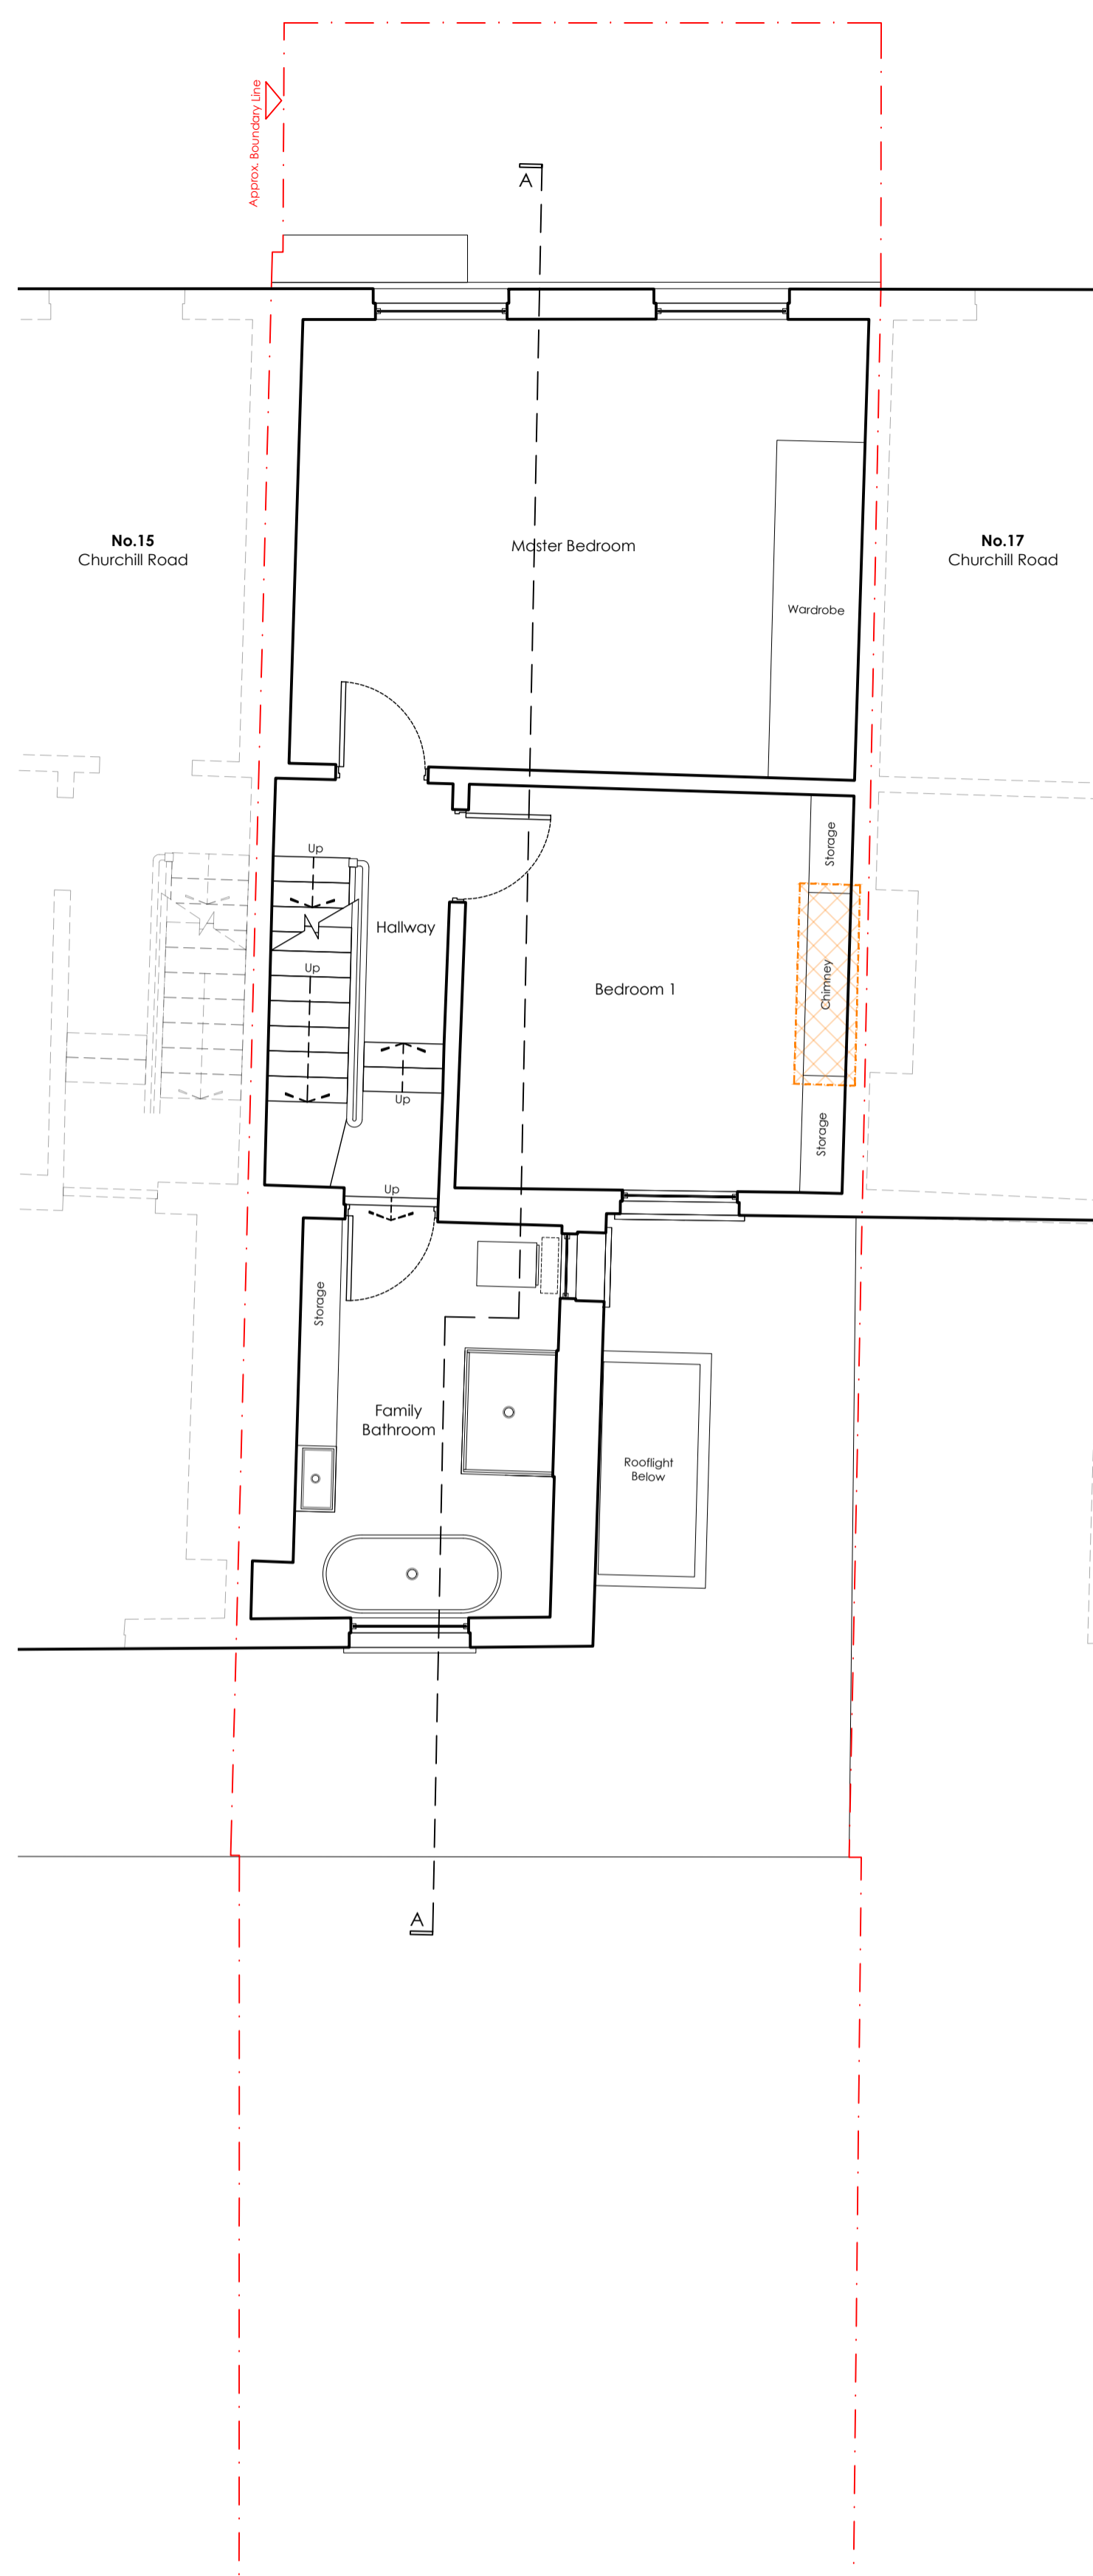 Approx. Boundary Line
A
No.15
Churchill Road
Master Bedroom
No.17
Churchill Road
Wardrobe
Storage
Up
Hallway
Up
Chimney
Bedroom 1
Up
Storage
Up
Storage
Family
Bathroom
Rooflight
Below
A